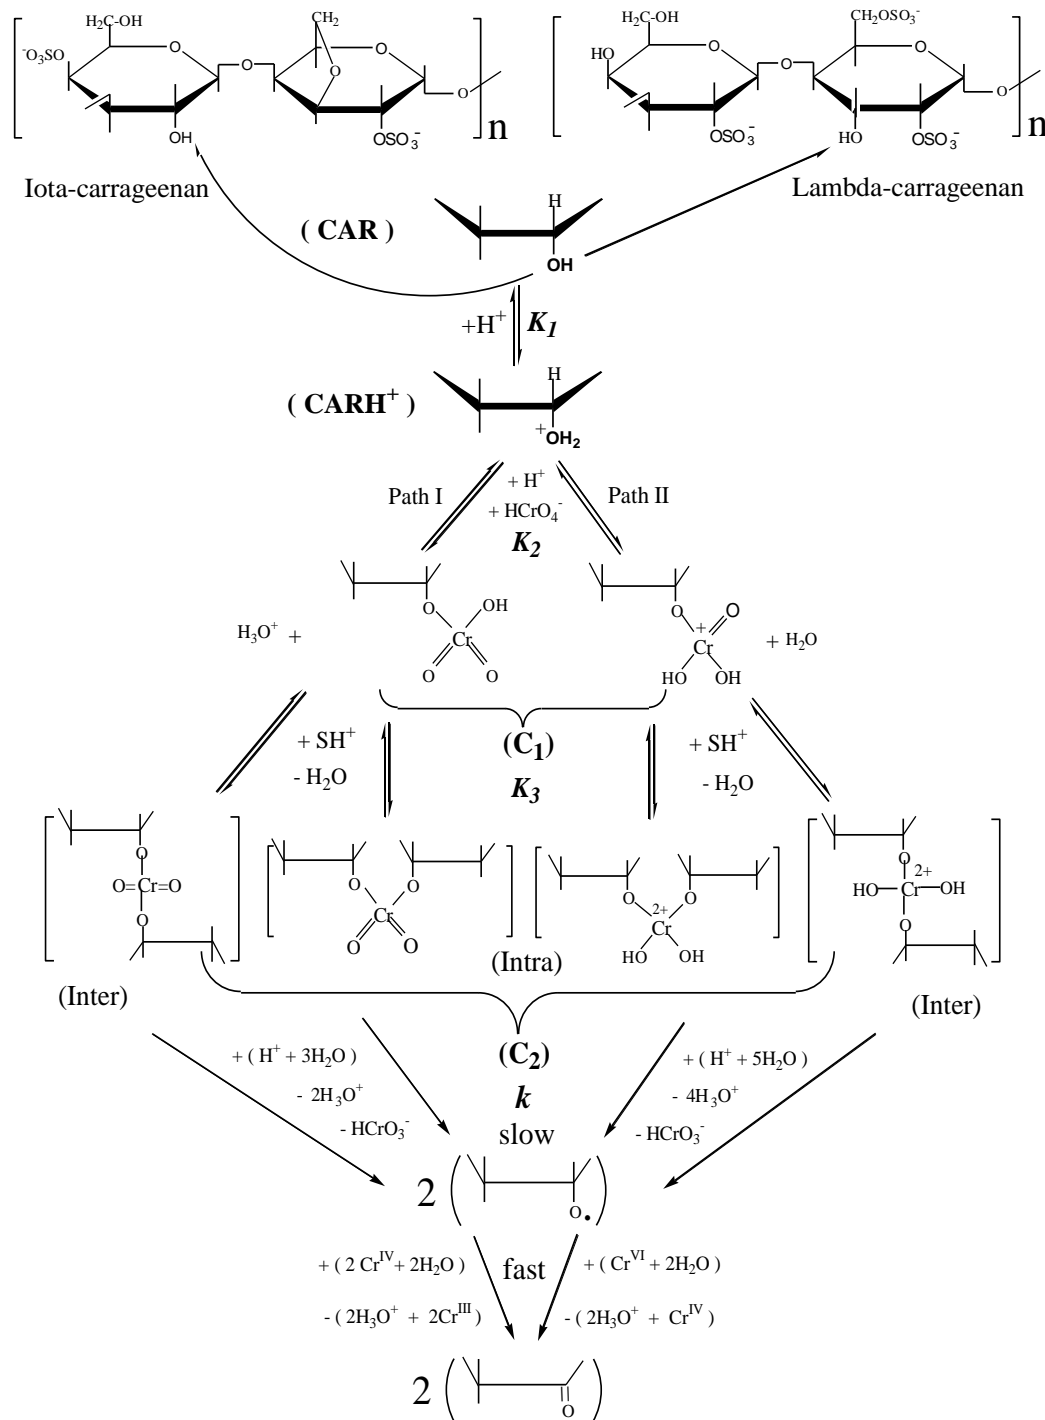 H₂C-OH
⁻O₃SO
O
O
CH₂
O
O
O
OH
OSO₃⁻
n
Iota-carrageenan
H₂C-OH
HO
O
O
CH₂OSO₃⁻
O
O
OSO₃⁻
HO
OSO₃⁻
n
Lambda-carrageenan
( CAR )
H
OH
+H⁺ K₁
( CARH⁺ )
H
⁺OH₂
Path I
+ H⁺
+ HCrO₄⁻
K₂
Path II
H₃O⁺ +
O
OH
Cr
O O
O
O
+
Cr
HO OH
+ H₂O
+ SH⁺
- H₂O
(C₁)
K₃
+ SH⁺
- H₂O
O
O=Cr=O
O
(Inter)
O O
Cr
O O
(Intra)
O O
2+
Cr
HO OH
O
2+
HO Cr OH
O
(Inter)
+ ( H⁺ + 3H₂O )
- 2H₃O⁺
- HCrO₃⁻
(C₂)
k
slow
+ ( H⁺ + 5H₂O )
- 4H₃O⁺
- HCrO₃⁻
2 ( O. )
+ ( 2 Crᴵⱽ + 2H₂O )
fast
+ ( Crⱽᴵ + 2H₂O )
- ( 2H₃O⁺ + 2Crᴵᴵᴵ )
- ( 2H₃O⁺ + Crᴵⱽ )
2 ( O )